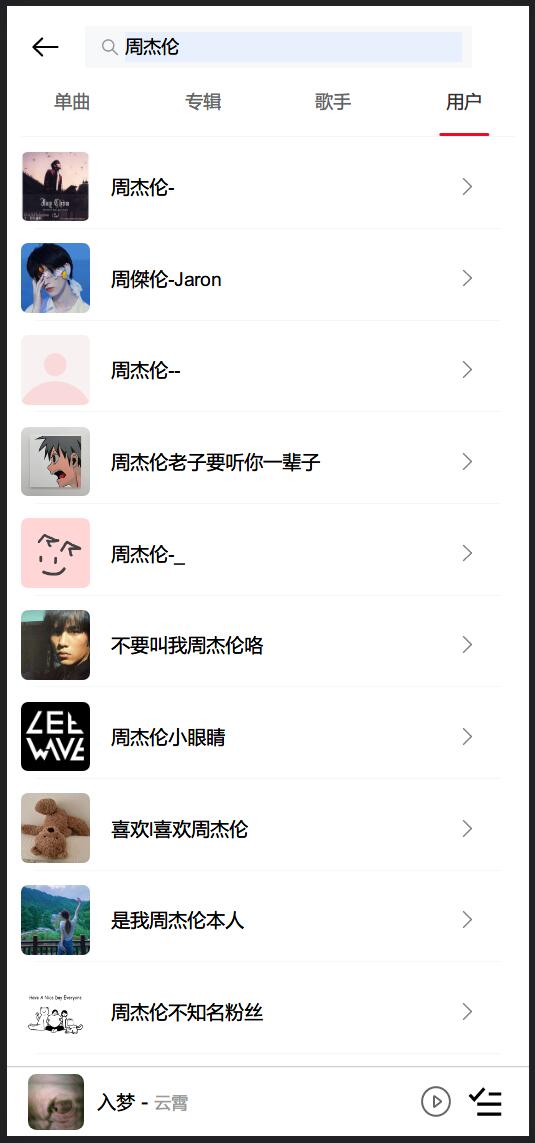 周杰伦
单曲 专辑 歌手 用户
Jay Chou
周杰伦-
周傑伦-Jaron
周杰伦--
周杰伦老子要听你一辈子
周杰伦-_
不要叫我周杰伦咯
LEE
WAVE
周杰伦小眼睛
喜欢l喜欢周杰伦
是我周杰伦本人
Have A Nice Day Everyone
周杰伦不知名粉丝
入梦 - 云霄